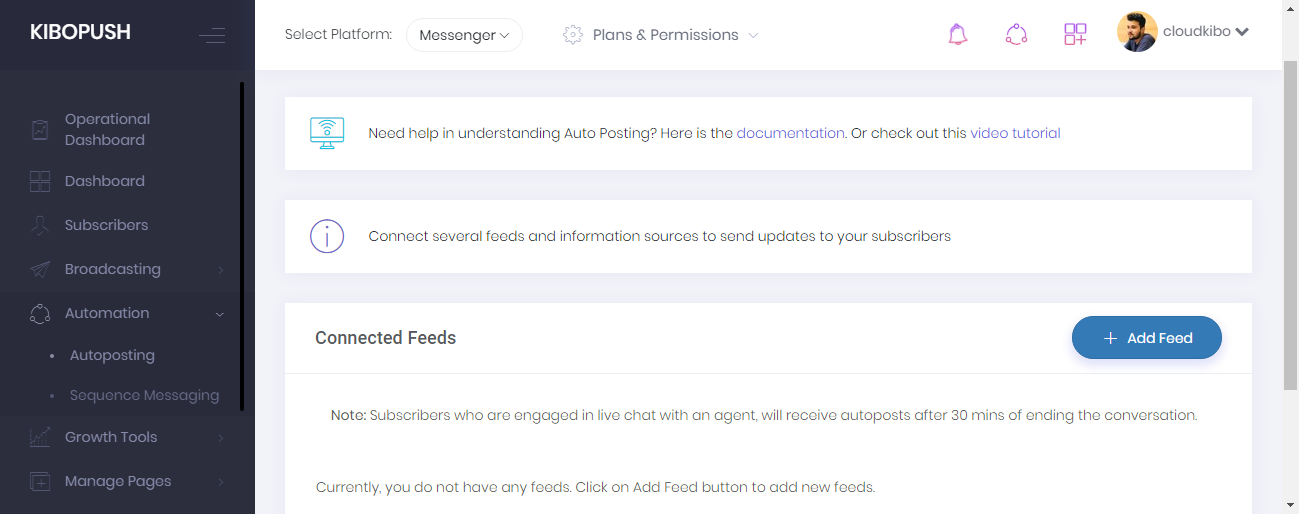 KIBOPUSH
Select Platform: Messenger
Plans & Permissions
cloudkibo
Operational
Dashboard
Dashboard
Subscribers
Broadcasting
Automation
Autoposting
Sequence Messaging
Growth Tools
Manage Pages
Need help in understanding Auto Posting? Here is the documentation. Or check out this video tutorial
Connect several feeds and information sources to send updates to your subscribers
Connected Feeds
Add Feed
Note: Subscribers who are engaged in live chat with an agent, will receive autoposts after 30 mins of ending the conversation.
Currently, you do not have any feeds. Click on Add Feed button to add new feeds.